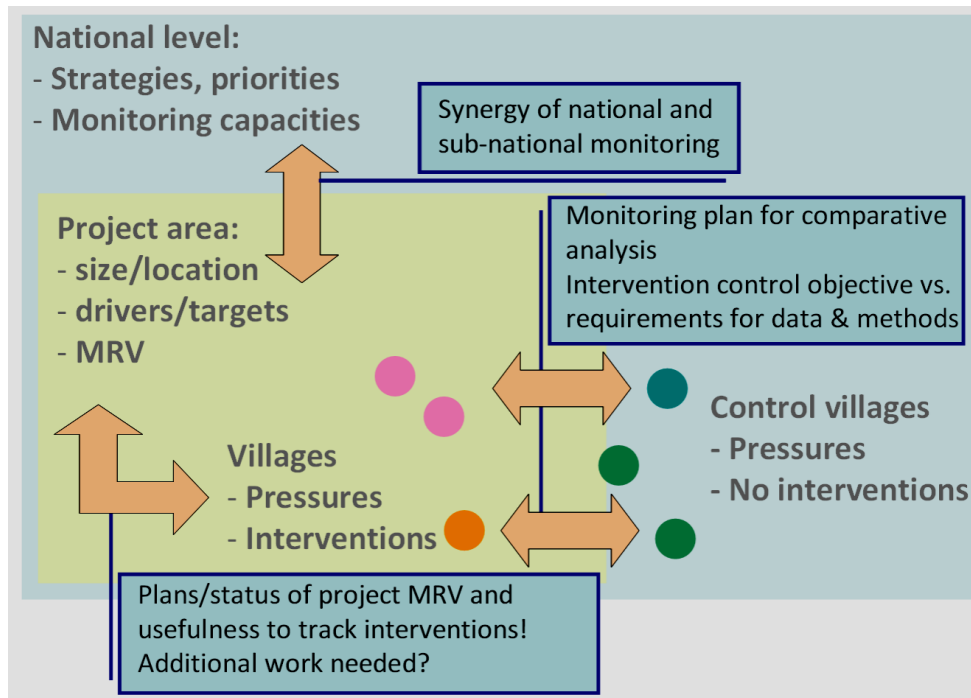 National level:
- Strategies, priorities
- Monitoring capacities
Synergy of national and
sub-national monitoring
Project area:
- size/location
- drivers/targets
- MRV
Monitoring plan for comparative
analysis
Intervention control objective vs.
requirements for data & methods
Villages
- Pressures
- Interventions
Control villages
- Pressures
- No interventions
Plans/status of project MRV and
usefulness to track interventions!
Additional work needed?